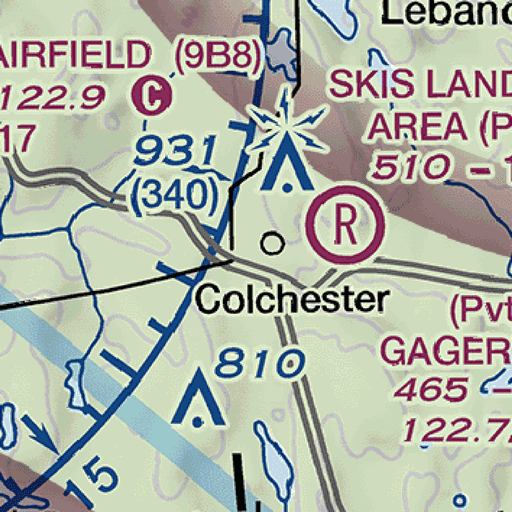 Lebano
AIRFIELD (9B8)
122.9 C
17
SKIS LAND
AREA (P
510 - 1
931
(340)
R
Colchester
(Pvt
GAGER
465 -
122.7
810
15